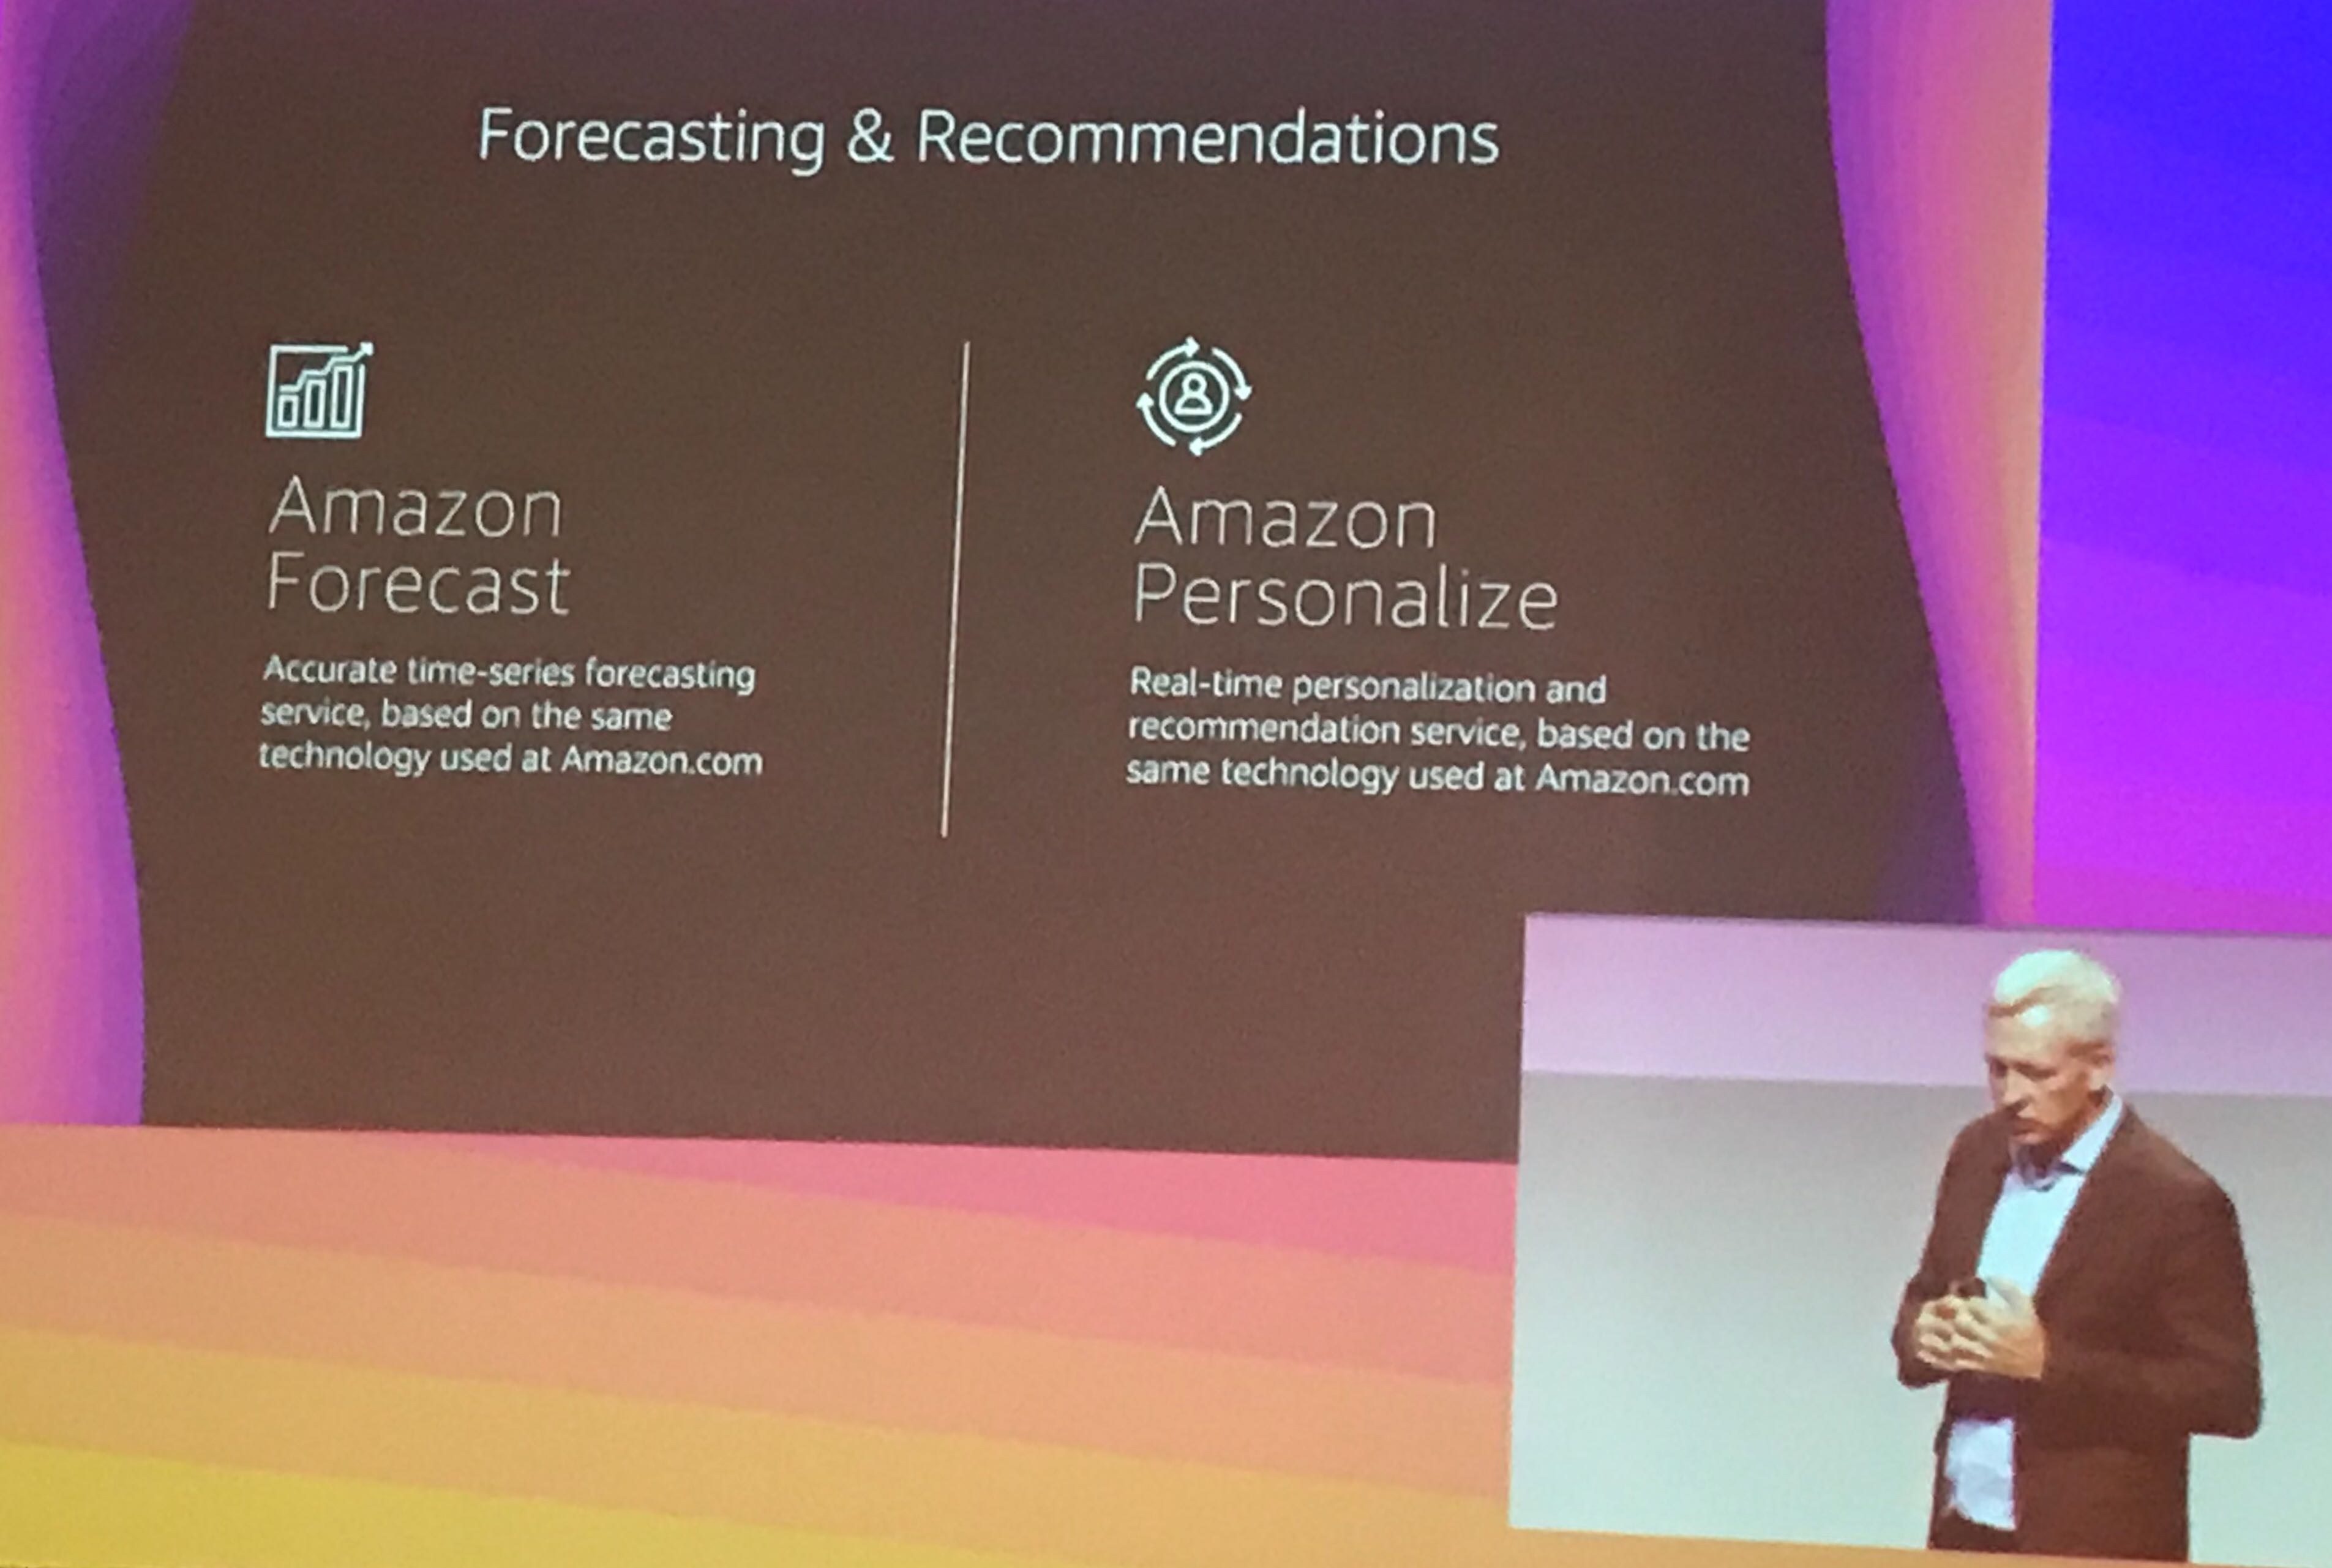 Forecasting & Recommendations
Amazon
Forecast
Accurate time-series forecasting
service, based on the same
technology used at Amazon.com
Amazon
Personalize
Real-time personalization and
recommendation service, based on the
same technology used at Amazon.com